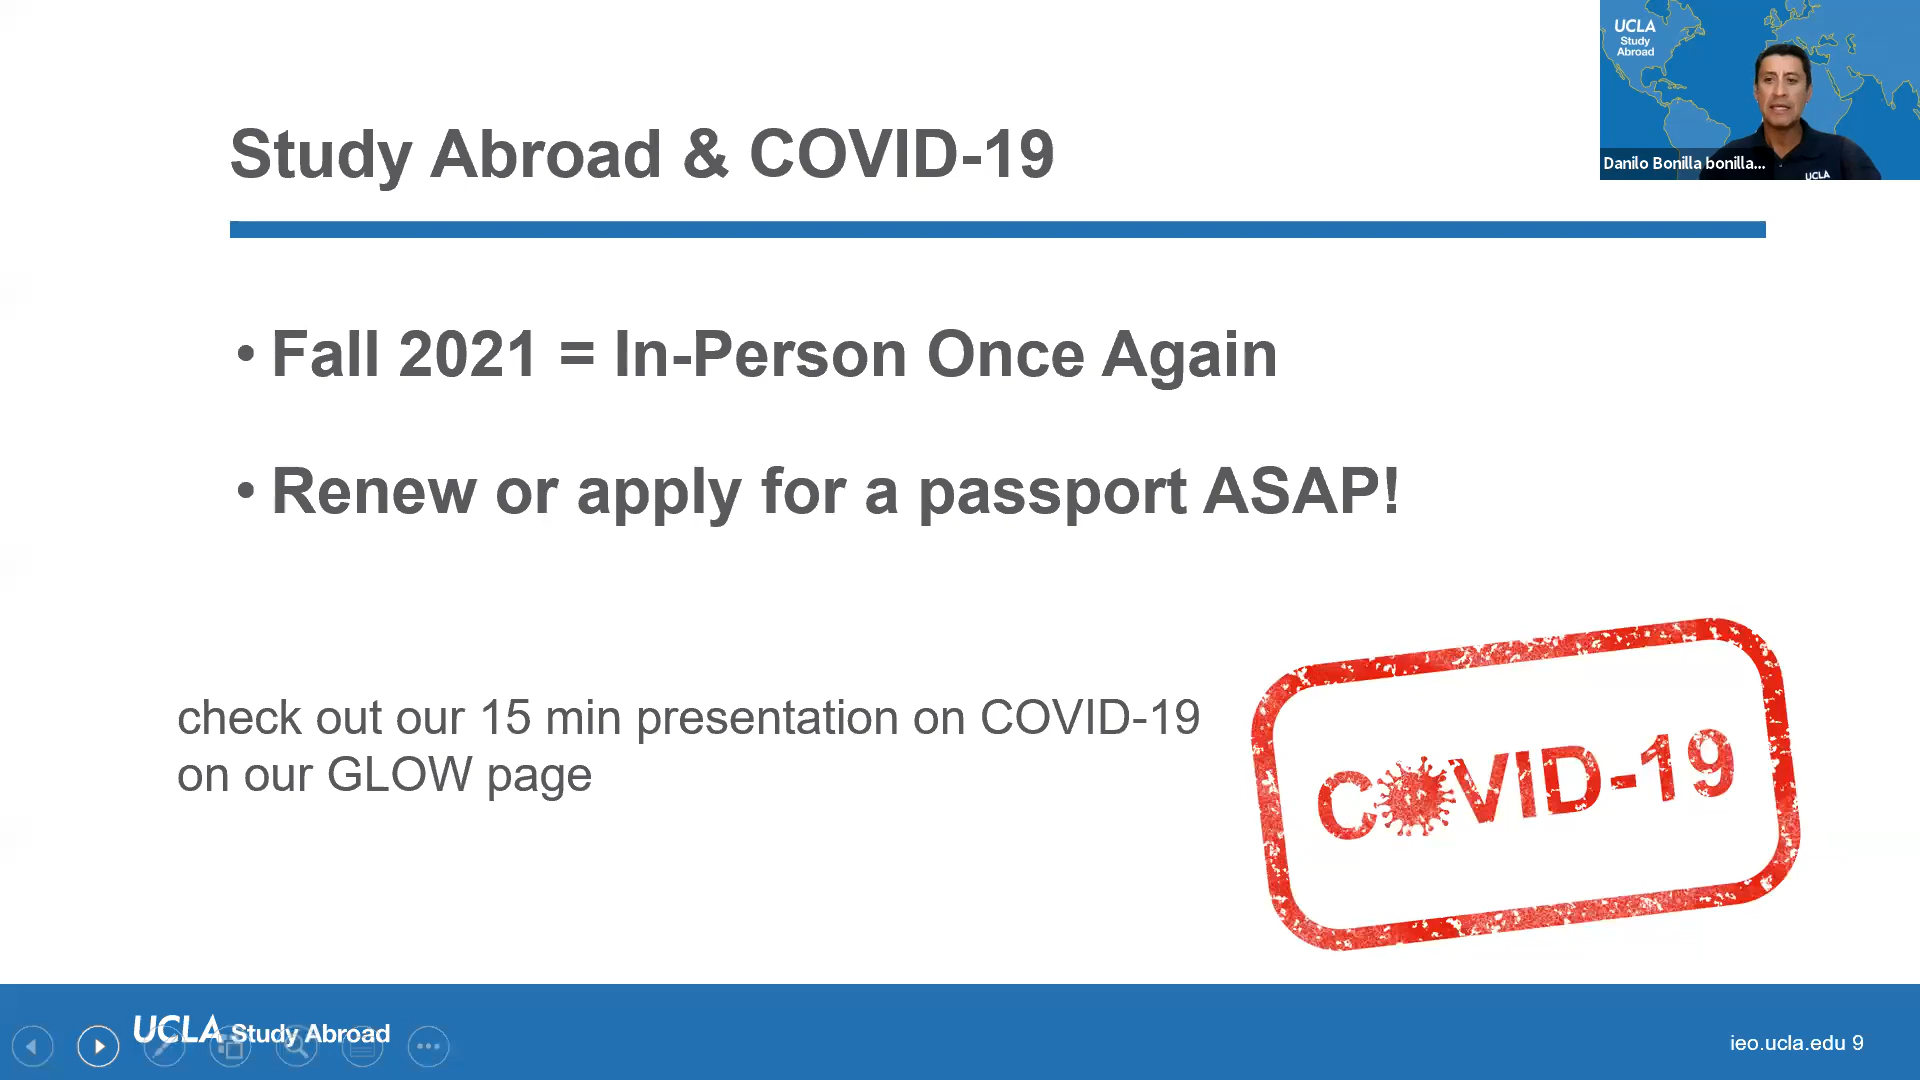 UCLA
Study
Abroad
Danilo Bonilla bonilla...
UCLA
Study Abroad & COVID-19
• Fall 2021 = In-Person Once Again
• Renew or apply for a passport ASAP!
check out our 15 min presentation on COVID-19
on our GLOW page
COVID-19
UCLA Study Abroad
ieo.ucla.edu 9